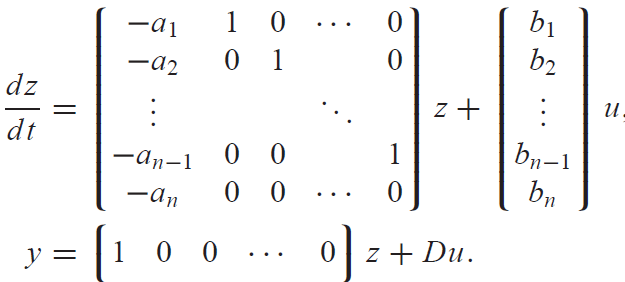 −a₁ 1 0 ⋯ 0 b₁
−a₂ 0 1 0 b₂
dz/dt = ⋮ ⋱ z + ⋮ u,
−aₙ₋₁ 0 0 1 bₙ₋₁
−aₙ 0 0 ⋯ 0 bₙ
y = [1 0 0 ⋯ 0] z + Du.